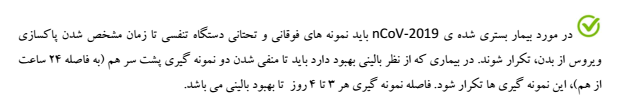 در مورد بیمار بستری شده ی nCoV-2019 باید نمونه های فوقانی و تحتانی دستگاه تنفسی تا زمان مشخص شدن پاکسازی
ویروس از بدن، تکرار شوند. در بیماری که از نظر بالینی بهبود دارد باید تا منفی شدن دو نمونه گیری پشت سر هم (به فاصله ۲۴ ساعت
از هم)، این نمونه گیری ها تکرار شود. فاصله نمونه گیری هر ۳ تا ۴ روز تا بهبود بالینی می باشد.